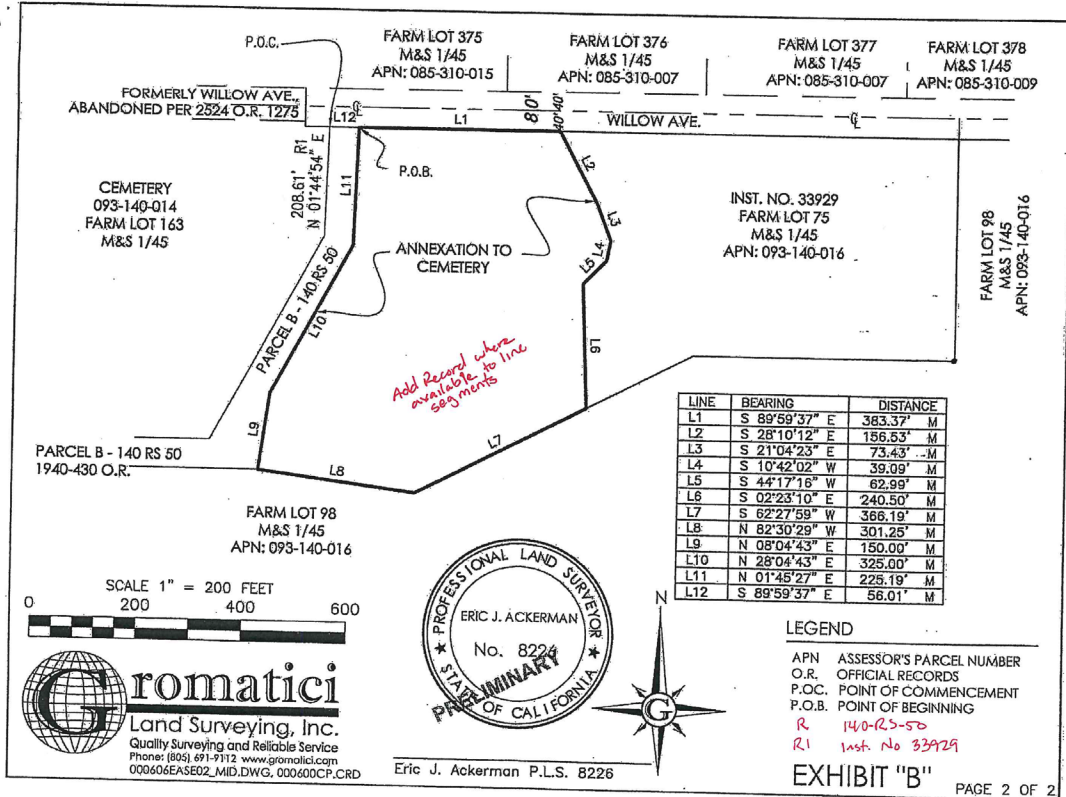 P.O.C.
FARM LOT 375
M&S 1/45
APN: 085-310-015
FARM LOT 376
M&S 1/45
APN: 085-310-007
FARM LOT 377
M&S 1/45
APN: 085-310-007
FARM LOT 378
M&S 1/45
APN: 085-310-009
FORMERLY WILLOW AVE.,
ABANDONED PER 2524 O.R. 1275
L12
L1
80'
40' 40'
WILLOW AVE.
208.61' R1
N 01°44'54" E
L11
P.O.B.
L2
CEMETERY
093-140-014
FARM LOT 163
M&S 1/45
INST. NO. 33929
FARM LOT 75
M&S 1/45
APN: 093-140-016
FARM LOT 98
M&S 1/45
APN: 093-140-016
L3
L4
L5
ANNEXATION TO
CEMETERY
PARCEL B - 140 RS 50
L10
L6
Add Record where
available to line
segments
L9
L7
L8
PARCEL B - 140 RS 50
1940-430 O.R.
FARM LOT 98
M&S 1/45
APN: 093-140-016
LINE BEARING DISTANCE
L1 S 89°59'37" E 383.37' M
L2 S 28°10'12" E 156.53' M
L3 S 21°04'23" E 73.43' M
L4 S 10°42'02" W 39.09' M
L5 S 44°17'16" W 62.99' M
L6 S 02°23'10" E 240.50' M
L7 S 62°27'59" W 366.19' M
L8 N 82°30'29" W 301.25' M
L9 N 08°04'43" E 150.00' M
L10 N 28°04'43" E 325.00' M
L11 N 01°45'27" E 225.19' M
L12 S 89°59'37" E 56.01' M
SCALE 1" = 200 FEET
0 200 400 600
Gromatici
Land Surveying, Inc.
Quality Surveying and Reliable Service
Phone: (805) 691-9112 www.gromatici.com
000606EASE02_MID.DWG, 000600CP.CRD
PROFESSIONAL LAND SURVEYOR
ERIC J. ACKERMAN
No. 8226
PRELIMINARY
STATE OF CALIFORNIA
Eric J. Ackerman P.L.S. 8226
N
G
LEGEND
APN ASSESSOR'S PARCEL NUMBER
O.R. OFFICIAL RECORDS
P.OC. POINT OF COMMENCEMENT
P.O.B. POINT OF BEGINNING
R 140-RS-50
R1 Inst. No 33929
EXHIBIT "B"
PAGE 2 OF 2